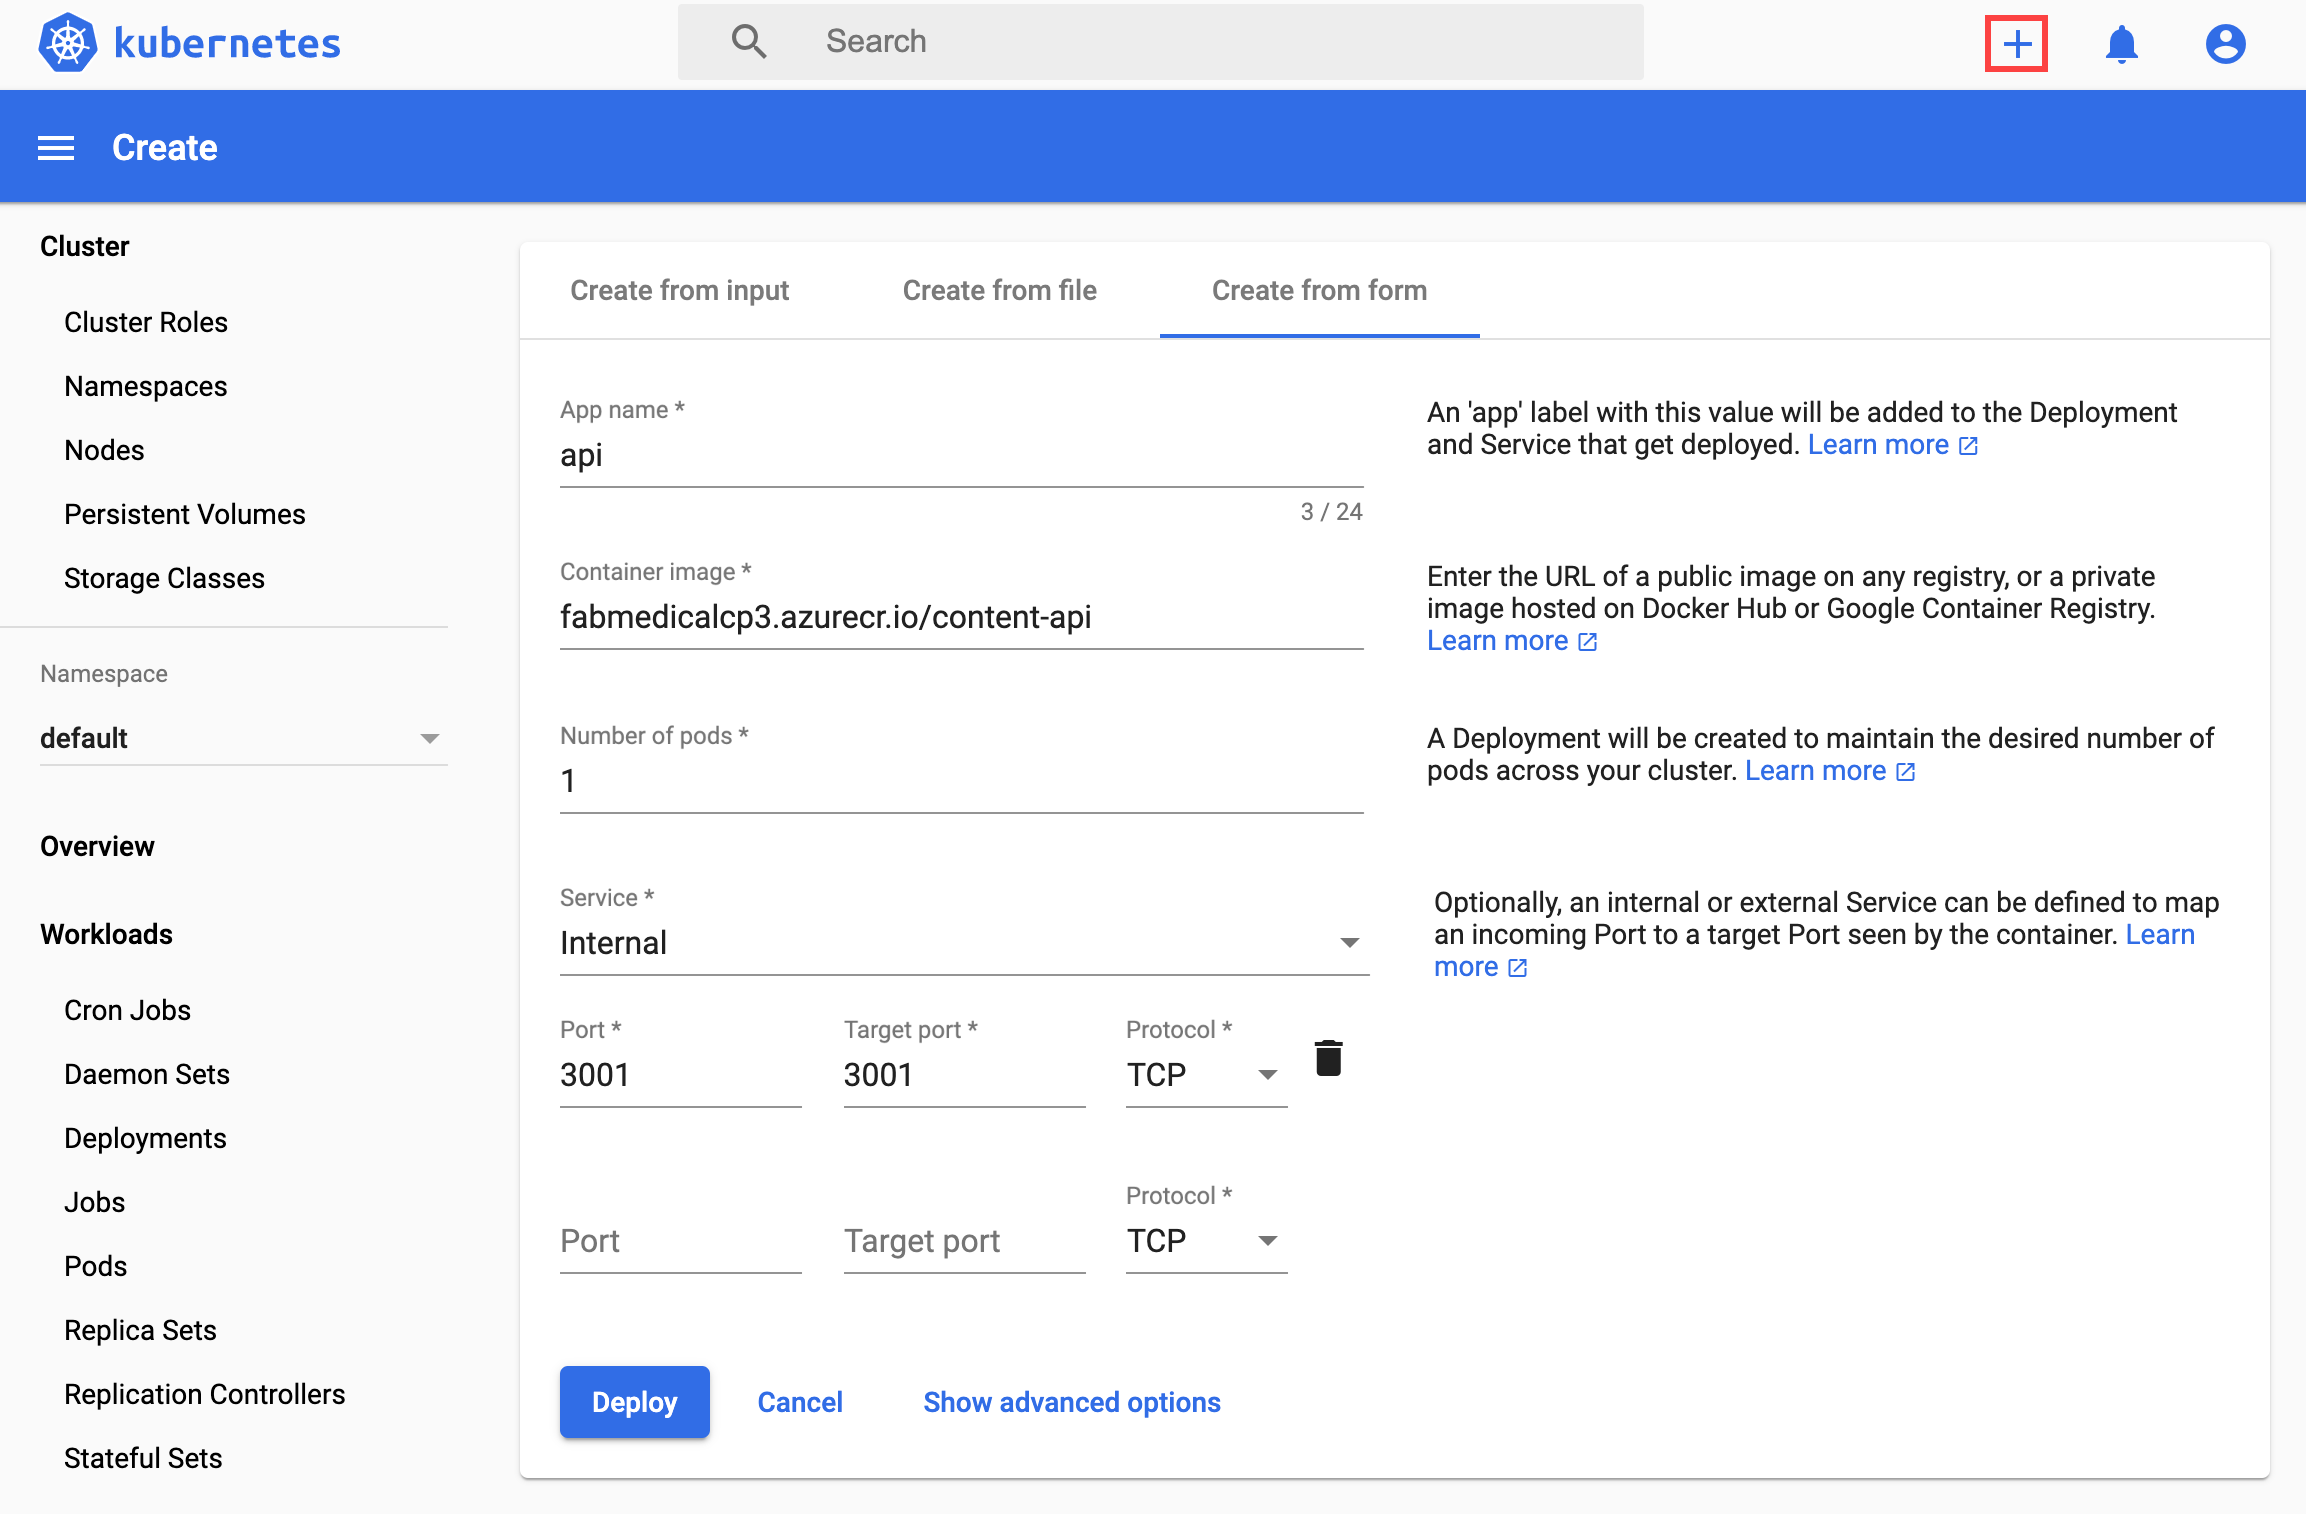 kubernetes
Search
Create
Cluster
Cluster Roles
Namespaces
Nodes
Persistent Volumes
Storage Classes
Namespace
default
Overview
Workloads
Cron Jobs
Daemon Sets
Deployments
Jobs
Pods
Replica Sets
Replication Controllers
Stateful Sets
Create from input
Create from file
Create from form
App name *
api
3 / 24
An 'app' label with this value will be added to the Deployment
and Service that get deployed. Learn more
Container image *
fabmedicalcp3.azurecr.io/content-api
Enter the URL of a public image on any registry, or a private
image hosted on Docker Hub or Google Container Registry.
Learn more
Number of pods *
1
A Deployment will be created to maintain the desired number of
pods across your cluster. Learn more
Service *
Internal
Optionally, an internal or external Service can be defined to map
an incoming Port to a target Port seen by the container. Learn
more
Port *
3001
Target port *
3001
Protocol *
TCP
Port
Target port
Protocol *
TCP
Deploy
Cancel
Show advanced options